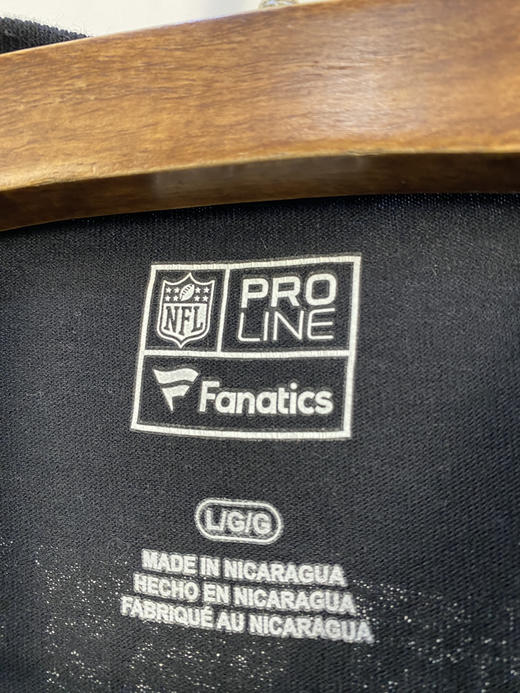 NFL
PRO
LINE
Fanatics
L/G/G
MADE IN NICARAGUA
HECHO EN NICARAGUA
FABRIQUÉ AU NICARAGUA